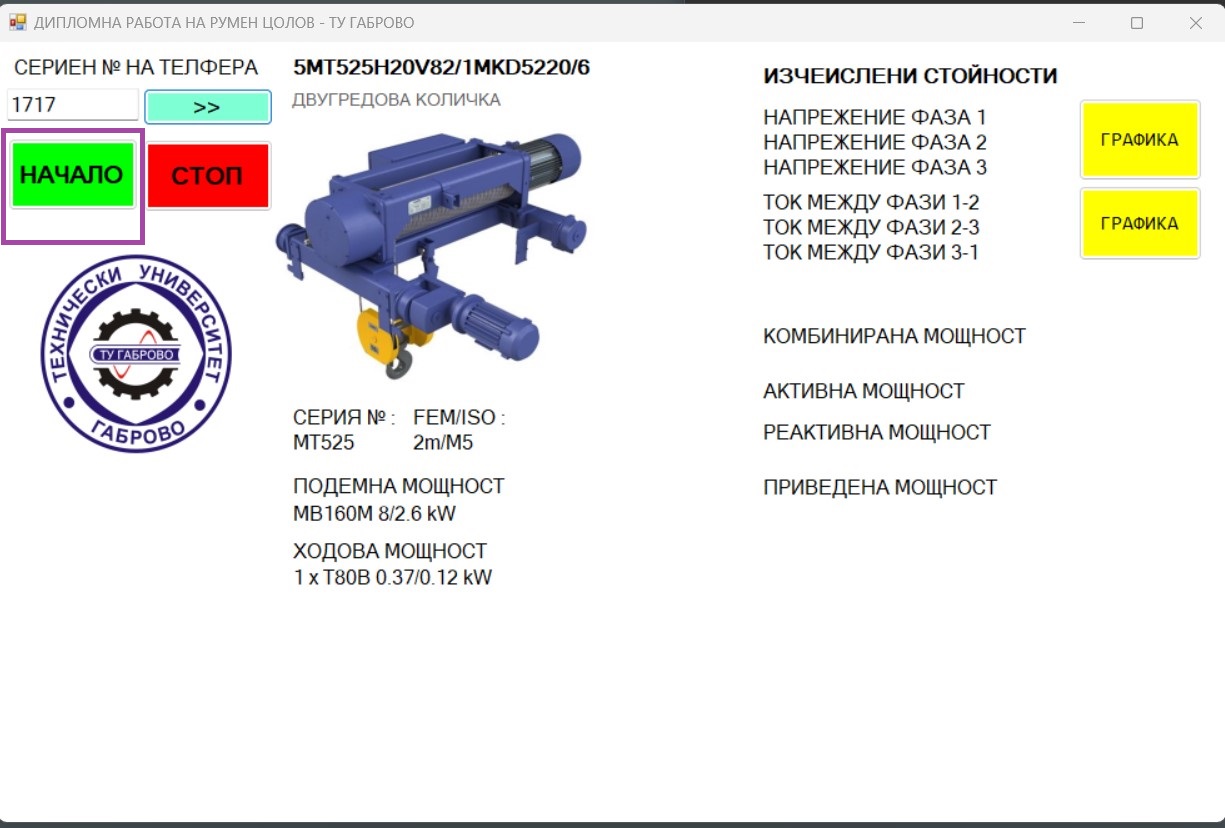 ДИПЛОМНА РАБОТА НА РУМЕН ЦОЛОВ - ТУ ГАБРОВО
СЕРИЕН № НА ТЕЛФЕРА
1717
>>
НАЧАЛО
СТОП
ТЕХНИЧЕСКИ УНИВЕРСИТЕТ
ТУ ГАБРОВО
ГАБРОВО
5MT525H20V82/1MKD5220/6
ДВУГРЕДОВА КОЛИЧКА
СЕРИЯ № : FEM/ISO :
MT525 2m/M5
ПОДЕМНА МОЩНОСТ
MB160M 8/2.6 kW
ХОДОВА МОЩНОСТ
1 x T80B 0.37/0.12 kW
ИЗЧЕИСЛЕНИ СТОЙНОСТИ
НАПРЕЖЕНИЕ ФАЗА 1
НАПРЕЖЕНИЕ ФАЗА 2
НАПРЕЖЕНИЕ ФАЗА 3
ГРАФИКА
ТОК МЕЖДУ ФАЗИ 1-2
ТОК МЕЖДУ ФАЗИ 2-3
ТОК МЕЖДУ ФАЗИ 3-1
ГРАФИКА
КОМБИНИРАНА МОЩНОСТ
АКТИВНА МОЩНОСТ
РЕАКТИВНА МОЩНОСТ
ПРИВЕДЕНА МОЩНОСТ